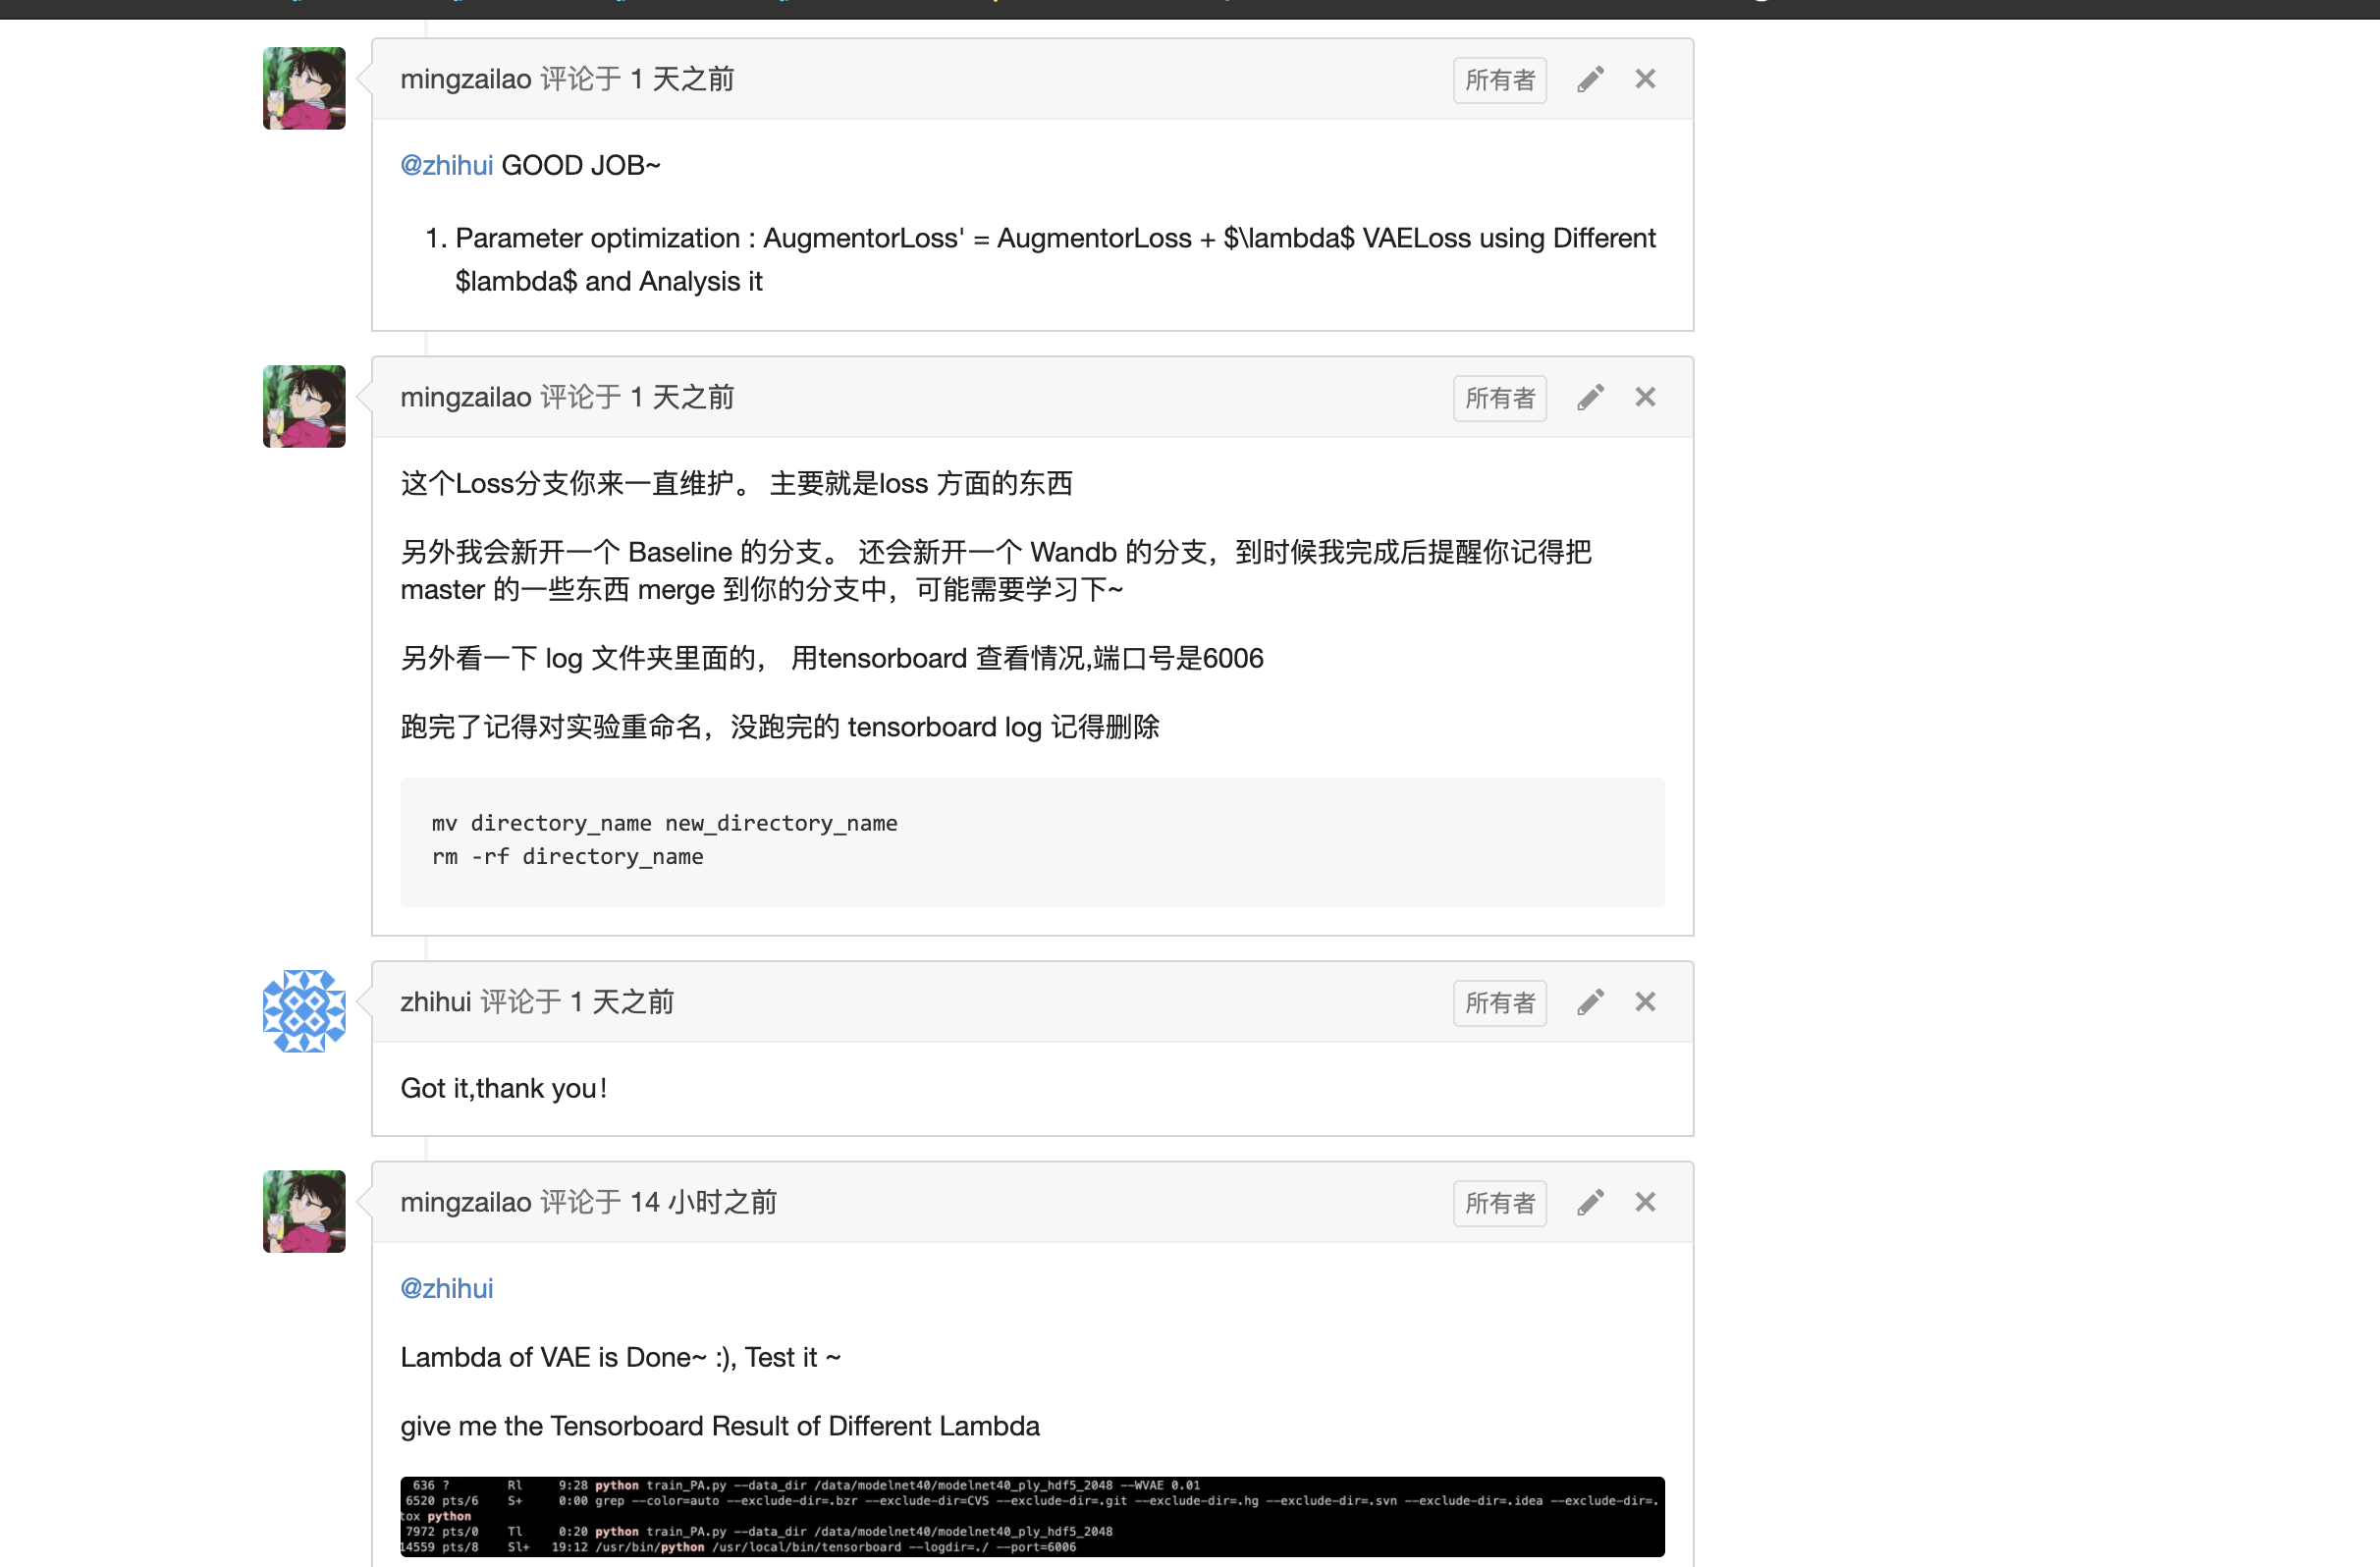 mingzailao 评论于 1 天之前 所有者
@zhihui GOOD JOB~
1. Parameter optimization : AugmentorLoss' = AugmentorLoss + $\lambda$ VAELoss using Different
$lambda$ and Analysis it
mingzailao 评论于 1 天之前 所有者
这个Loss分支你来一直维护。 主要就是loss 方面的东西
另外我会新开一个 Baseline 的分支。 还会新开一个 Wandb 的分支，到时候我完成后提醒你记得把
master 的一些东西 merge 到你的分支中，可能需要学习下~
另外看一下 log 文件夹里面的， 用tensorboard 查看情况,端口号是6006
跑完了记得对实验重命名，没跑完的 tensorboard log 记得删除
mv directory_name new_directory_name
rm -rf directory_name
zhihui 评论于 1 天之前 所有者
Got it,thank you！
mingzailao 评论于 14 小时之前 所有者
@zhihui
Lambda of VAE is Done~ :), Test it ~
give me the Tensorboard Result of Different Lambda
636 ? Rl 9:28 python train_PA.py --data_dir /data/modelnet40/modelnet40_ply_hdf5_2048 --WVAE 0.01
6520 pts/6 S+ 0:00 grep --color=auto --exclude-dir=.bzr --exclude-dir=CVS --exclude-dir=.git --exclude-dir=.hg --exclude-dir=.svn --exclude-dir=.idea --exclude-dir=.
tox python
7972 pts/0 Tl 0:20 python train_PA.py --data_dir /data/modelnet40/modelnet40_ply_hdf5_2048
14559 pts/8 Sl+ 19:12 /usr/bin/python /usr/local/bin/tensorboard --logdir=./ --port=6006